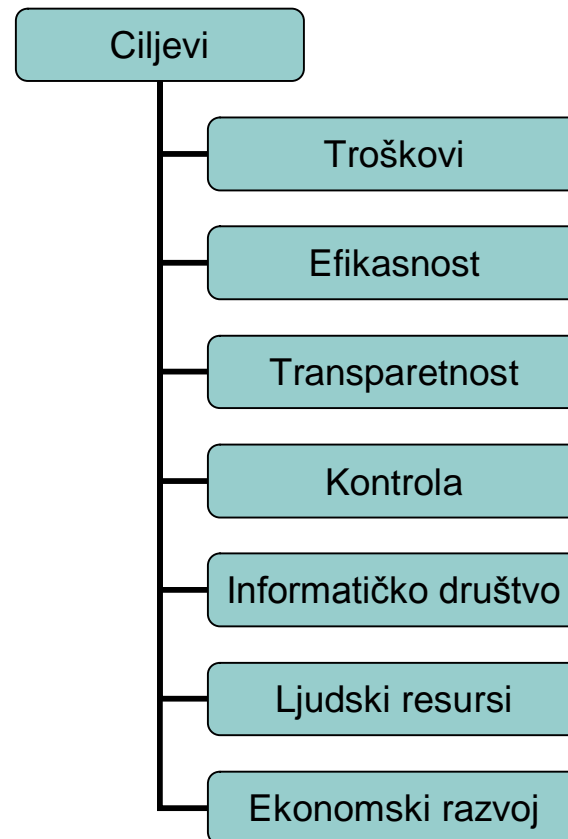 Ciljevi
Troškovi
Efikasnost
Transparetnost
Kontrola
Informatičko društvo
Ljudski resursi
Ekonomski razvoj